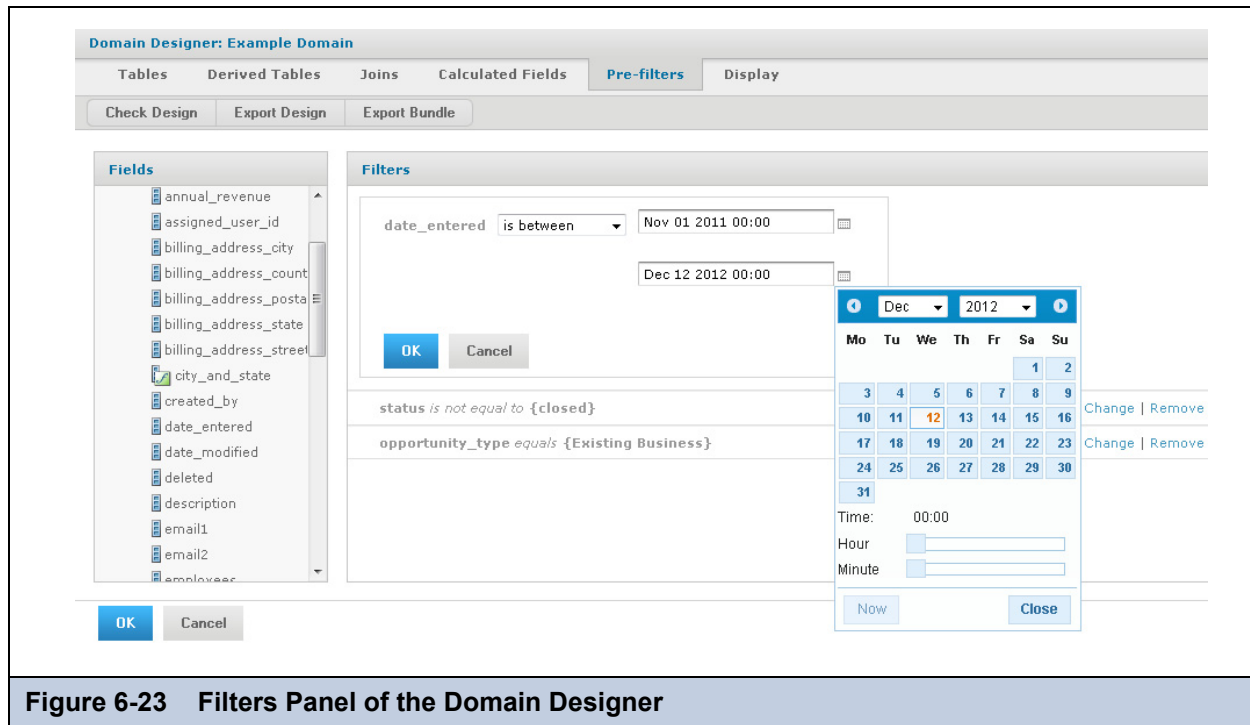 Domain Designer: Example Domain
Tables Derived Tables Joins Calculated Fields Pre-filters Display
Check Design Export Design Export Bundle
Fields
annual_revenue
assigned_user_id
billing_address_city
billing_address_count
billing_address_posta
billing_address_state
billing_address_street
city_and_state
created_by
date_entered
date_modified
deleted
description
email1
email2
employees
Filters
date_entered is between Nov 01 2011 00:00
Dec 12 2012 00:00
OK Cancel
status is not equal to {closed} Change | Remove
opportunity_type equals {Existing Business} Change | Remove
Dec 2012
Mo Tu We Th Fr Sa Su
1 2
3 4 5 6 7 8 9
10 11 12 13 14 15 16
17 18 19 20 21 22 23
24 25 26 27 28 29 30
31
Time: 00:00
Hour
Minute
Now Close
OK Cancel
Figure 6-23 Filters Panel of the Domain Designer